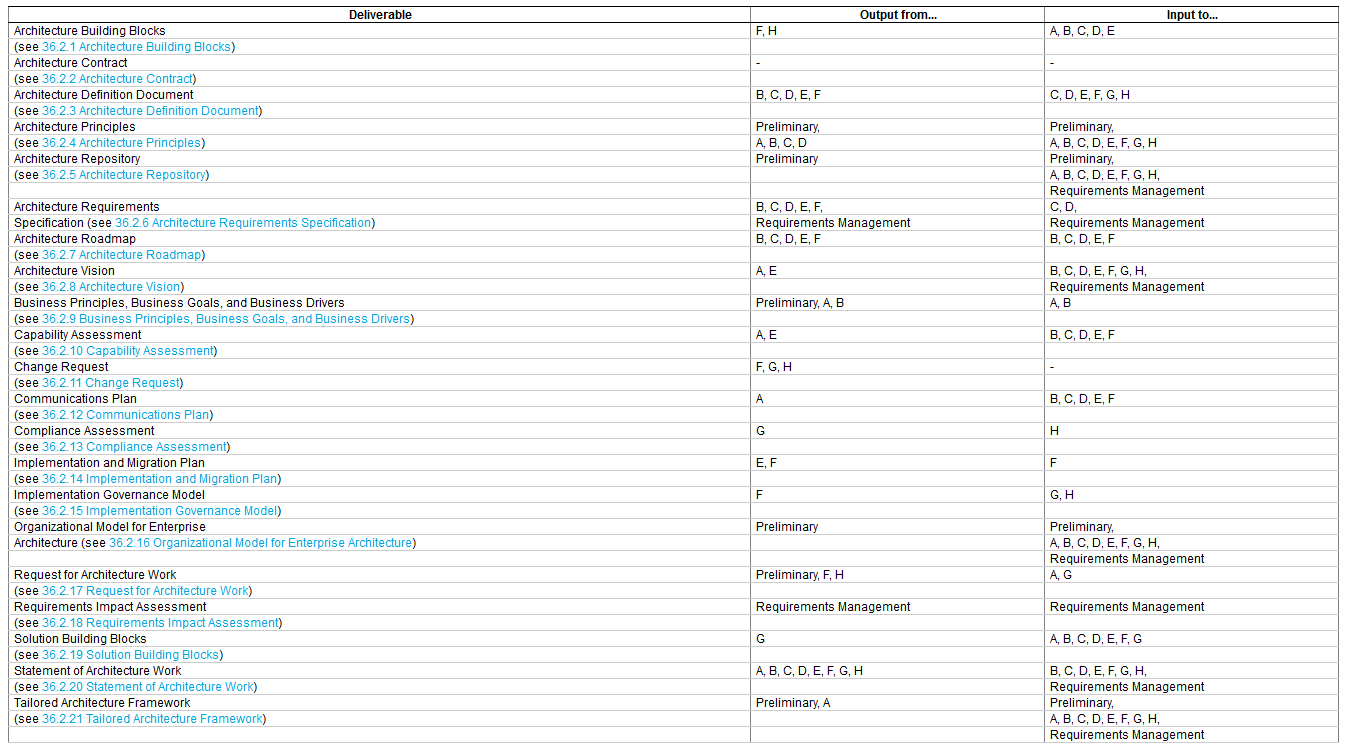 Deliverable Output from... Input to...
Architecture Building Blocks F, H A, B, C, D, E
(see 36.2.1 Architecture Building Blocks)
Architecture Contract - -
(see 36.2.2 Architecture Contract)
Architecture Definition Document B, C, D, E, F C, D, E, F, G, H
(see 36.2.3 Architecture Definition Document)
Architecture Principles Preliminary, Preliminary,
(see 36.2.4 Architecture Principles) A, B, C, D A, B, C, D, E, F, G, H
Architecture Repository Preliminary Preliminary,
(see 36.2.5 Architecture Repository) A, B, C, D, E, F, G, H,
Requirements Management
Architecture Requirements B, C, D, E, F, C, D,
Specification (see 36.2.6 Architecture Requirements Specification) Requirements Management Requirements Management
Architecture Roadmap B, C, D, E, F B, C, D, E, F
(see 36.2.7 Architecture Roadmap)
Architecture Vision A, E B, C, D, E, F, G, H,
(see 36.2.8 Architecture Vision) Requirements Management
Business Principles, Business Goals, and Business Drivers Preliminary, A, B A, B
(see 36.2.9 Business Principles, Business Goals, and Business Drivers)
Capability Assessment A, E B, C, D, E, F
(see 36.2.10 Capability Assessment)
Change Request F, G, H -
(see 36.2.11 Change Request)
Communications Plan A B, C, D, E, F
(see 36.2.12 Communications Plan)
Compliance Assessment G H
(see 36.2.13 Compliance Assessment)
Implementation and Migration Plan E, F F
(see 36.2.14 Implementation and Migration Plan)
Implementation Governance Model F G, H
(see 36.2.15 Implementation Governance Model)
Organizational Model for Enterprise Preliminary Preliminary,
Architecture (see 36.2.16 Organizational Model for Enterprise Architecture) A, B, C, D, E, F, G, H,
Requirements Management
Request for Architecture Work Preliminary, F, H A, G
(see 36.2.17 Request for Architecture Work)
Requirements Impact Assessment Requirements Management Requirements Management
(see 36.2.18 Requirements Impact Assessment)
Solution Building Blocks G A, B, C, D, E, F, G
(see 36.2.19 Solution Building Blocks)
Statement of Architecture Work A, B, C, D, E, F, G, H B, C, D, E, F, G, H,
(see 36.2.20 Statement of Architecture Work) Requirements Management
Tailored Architecture Framework Preliminary, A Preliminary,
(see 36.2.21 Tailored Architecture Framework) A, B, C, D, E, F, G, H,
Requirements Management